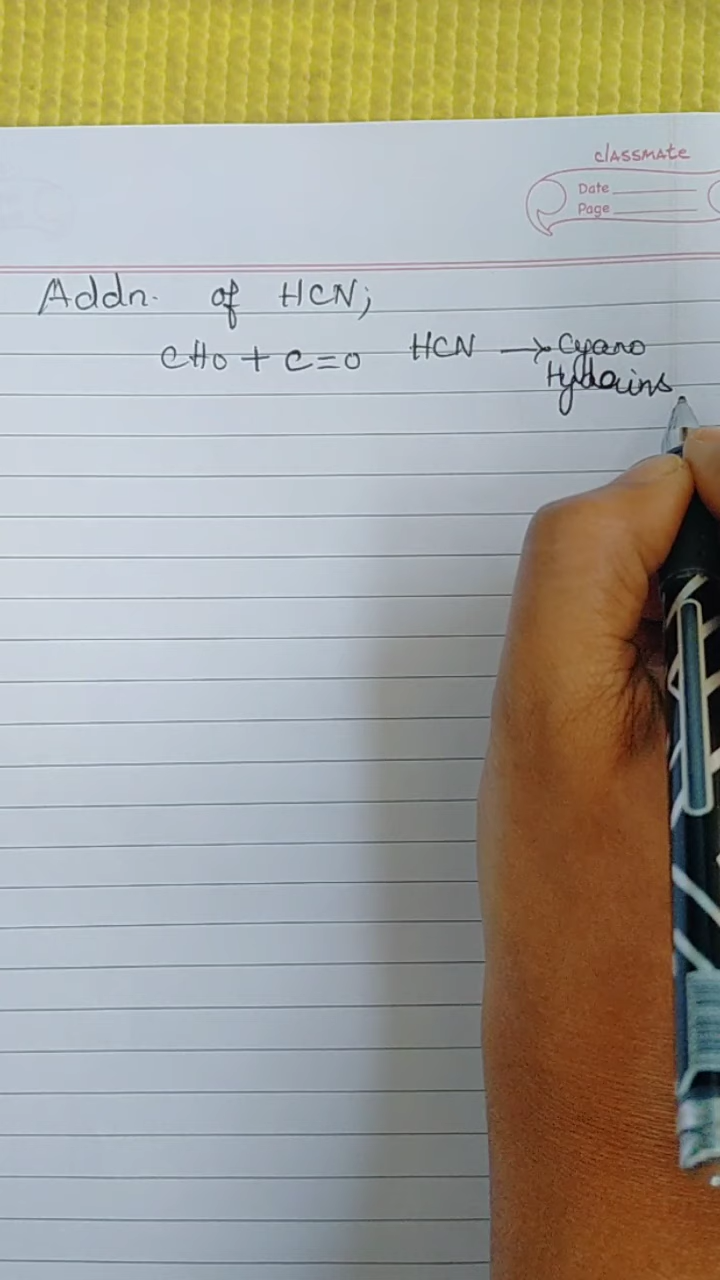 classmate
Date
Page
Addn. of HCN;
CHO + C=O HCN → Cyano
Hydrins